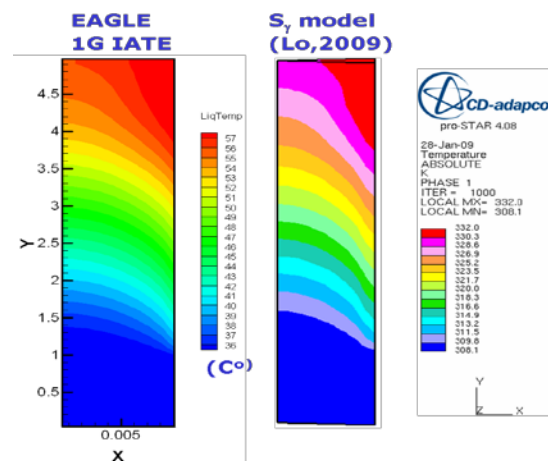 EAGLE
1G IATE
Sγ model
(Lo,2009)
LiqTemp
57
56
55
54
53
52
51
50
49
48
47
46
45
44
43
42
41
40
39
38
37
36
(C⁰)
4.5
4
3.5
3
2.5
2
1.5
1
0.5
Y
0.005
X
CD-adapco
pro-STAR 4.08
28-Jan-09
Temperature
ABSOLUTE
K
PHASE 1
ITER = 1000
LOCAL MX= 332.0
LOCAL MN= 308.1
332.0
330.3
328.6
326.9
325.2
323.5
321.7
320.0
318.3
316.6
314.9
313.2
311.5
309.8
308.1
Y
Z
X